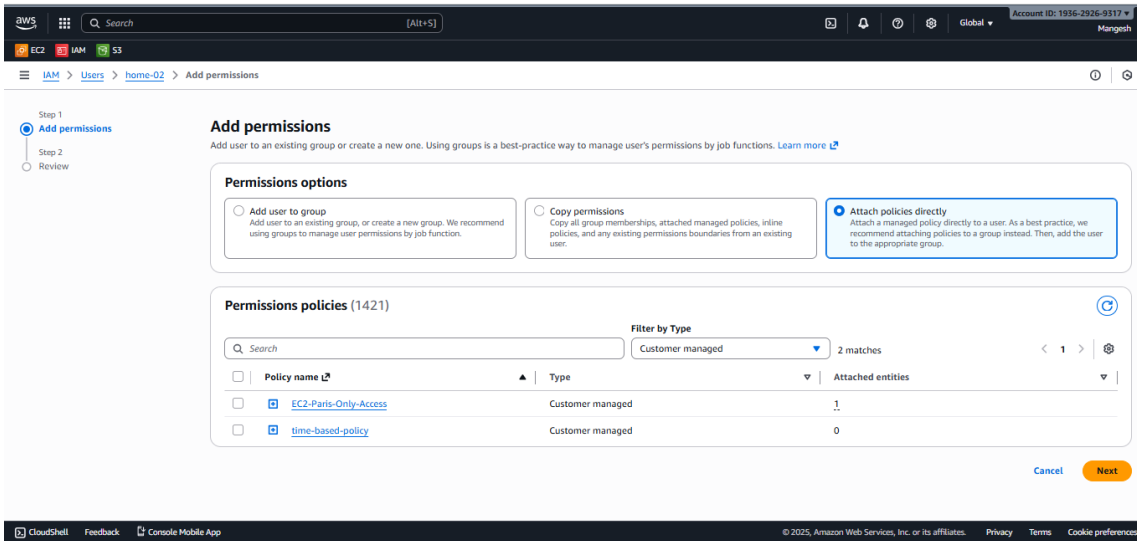 aws
Search [Alt+S]
Global
Account ID: 1936-2926-9317
Mangesh
EC2 IAM S3
IAM > Users > home-02 > Add permissions
Step 1
Add permissions
Step 2
Review
Add permissions
Add user to an existing group or create a new one. Using groups is a best-practice way to manage user's permissions by job functions. Learn more
Permissions options
Add user to group
Add user to an existing group, or create a new group. We recommend
using groups to manage user permissions by job function.
Copy permissions
Copy all group memberships, attached managed policies, inline
policies, and any existing permissions boundaries from an existing
user.
Attach policies directly
Attach a managed policy directly to a user. As a best practice, we
recommend attaching policies to a group instead. Then, add the user
to the appropriate group.
Permissions policies (1421)
Filter by Type
Search
Customer managed
2 matches
1
Policy name Type Attached entities
EC2-Paris-Only-Access Customer managed 1
time-based-policy Customer managed 0
Cancel Next
CloudShell Feedback Console Mobile App © 2025, Amazon Web Services, Inc. or its affiliates. Privacy Terms Cookie preferences